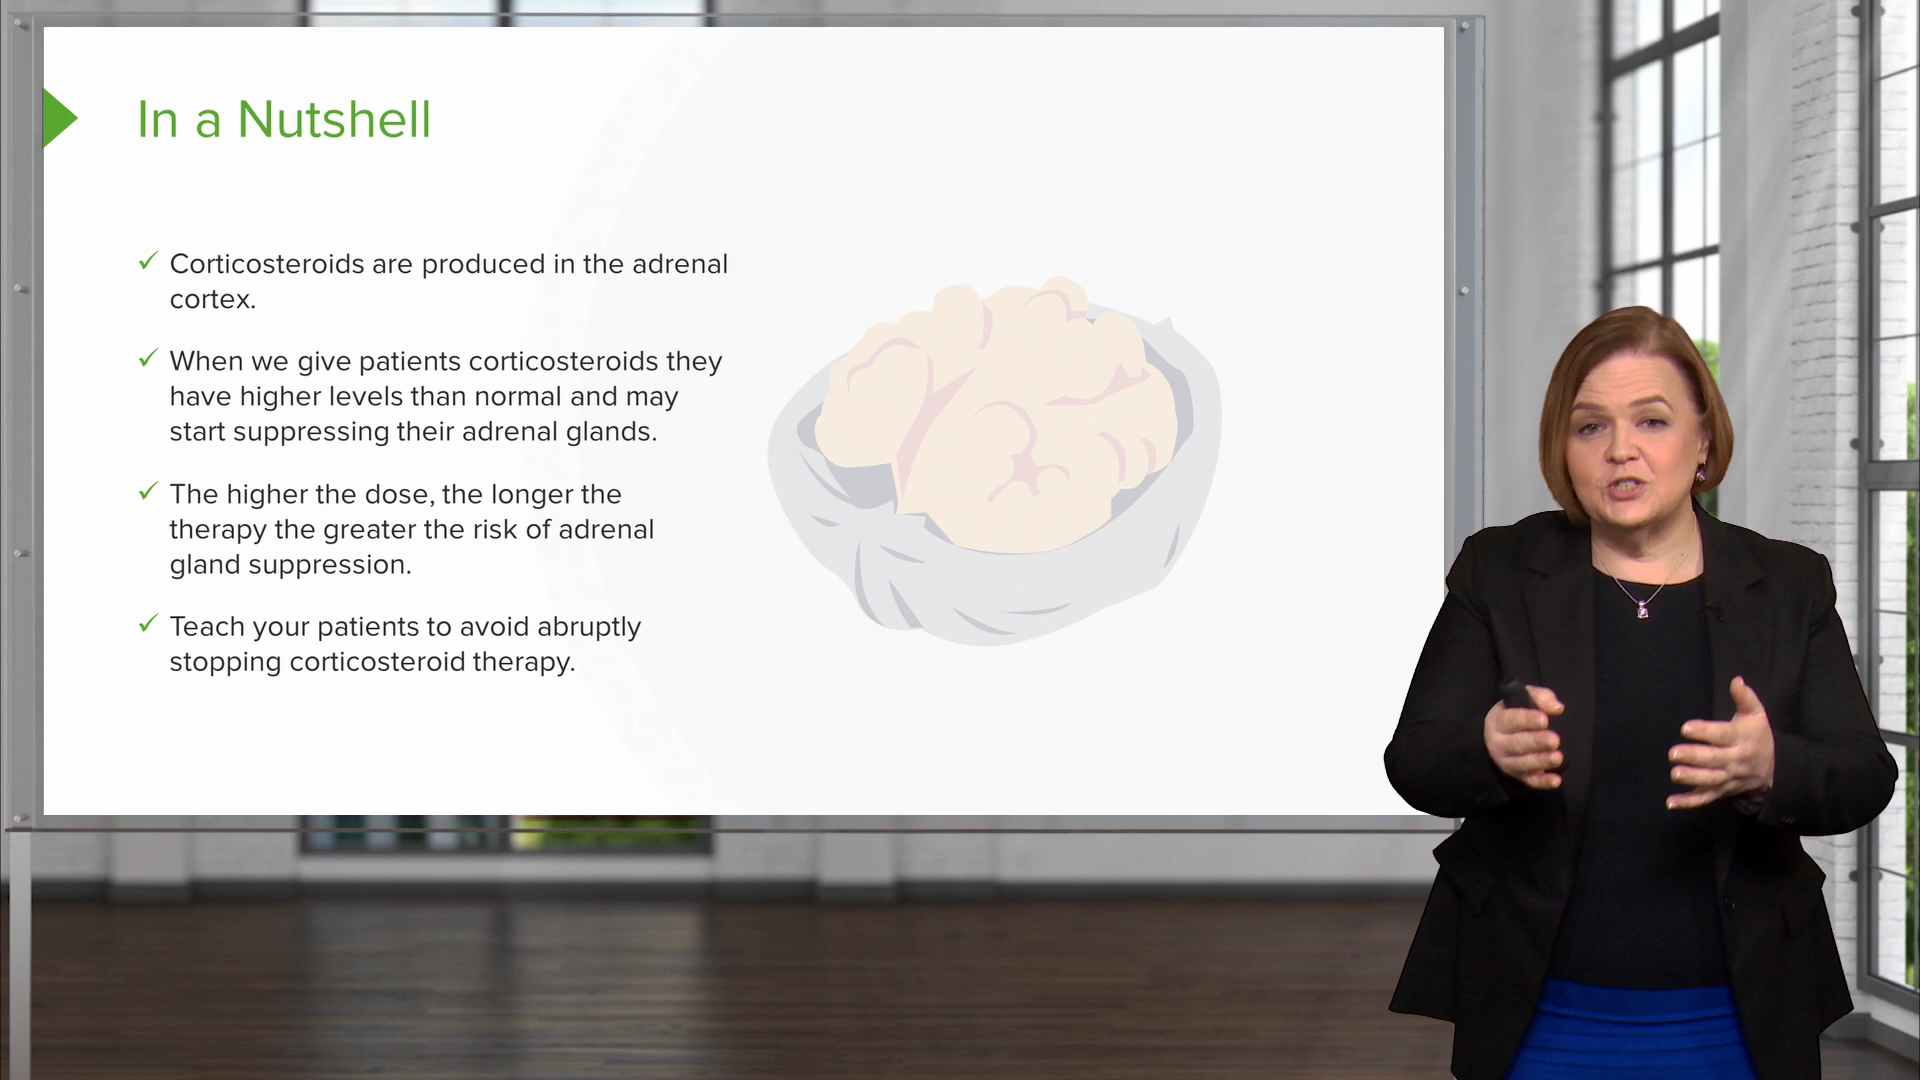 In a Nutshell
Corticosteroids are produced in the adrenal
cortex.
When we give patients corticosteroids they
have higher levels than normal and may
start suppressing their adrenal glands.
The higher the dose, the longer the
therapy the greater the risk of adrenal
gland suppression.
Teach your patients to avoid abruptly
stopping corticosteroid therapy.